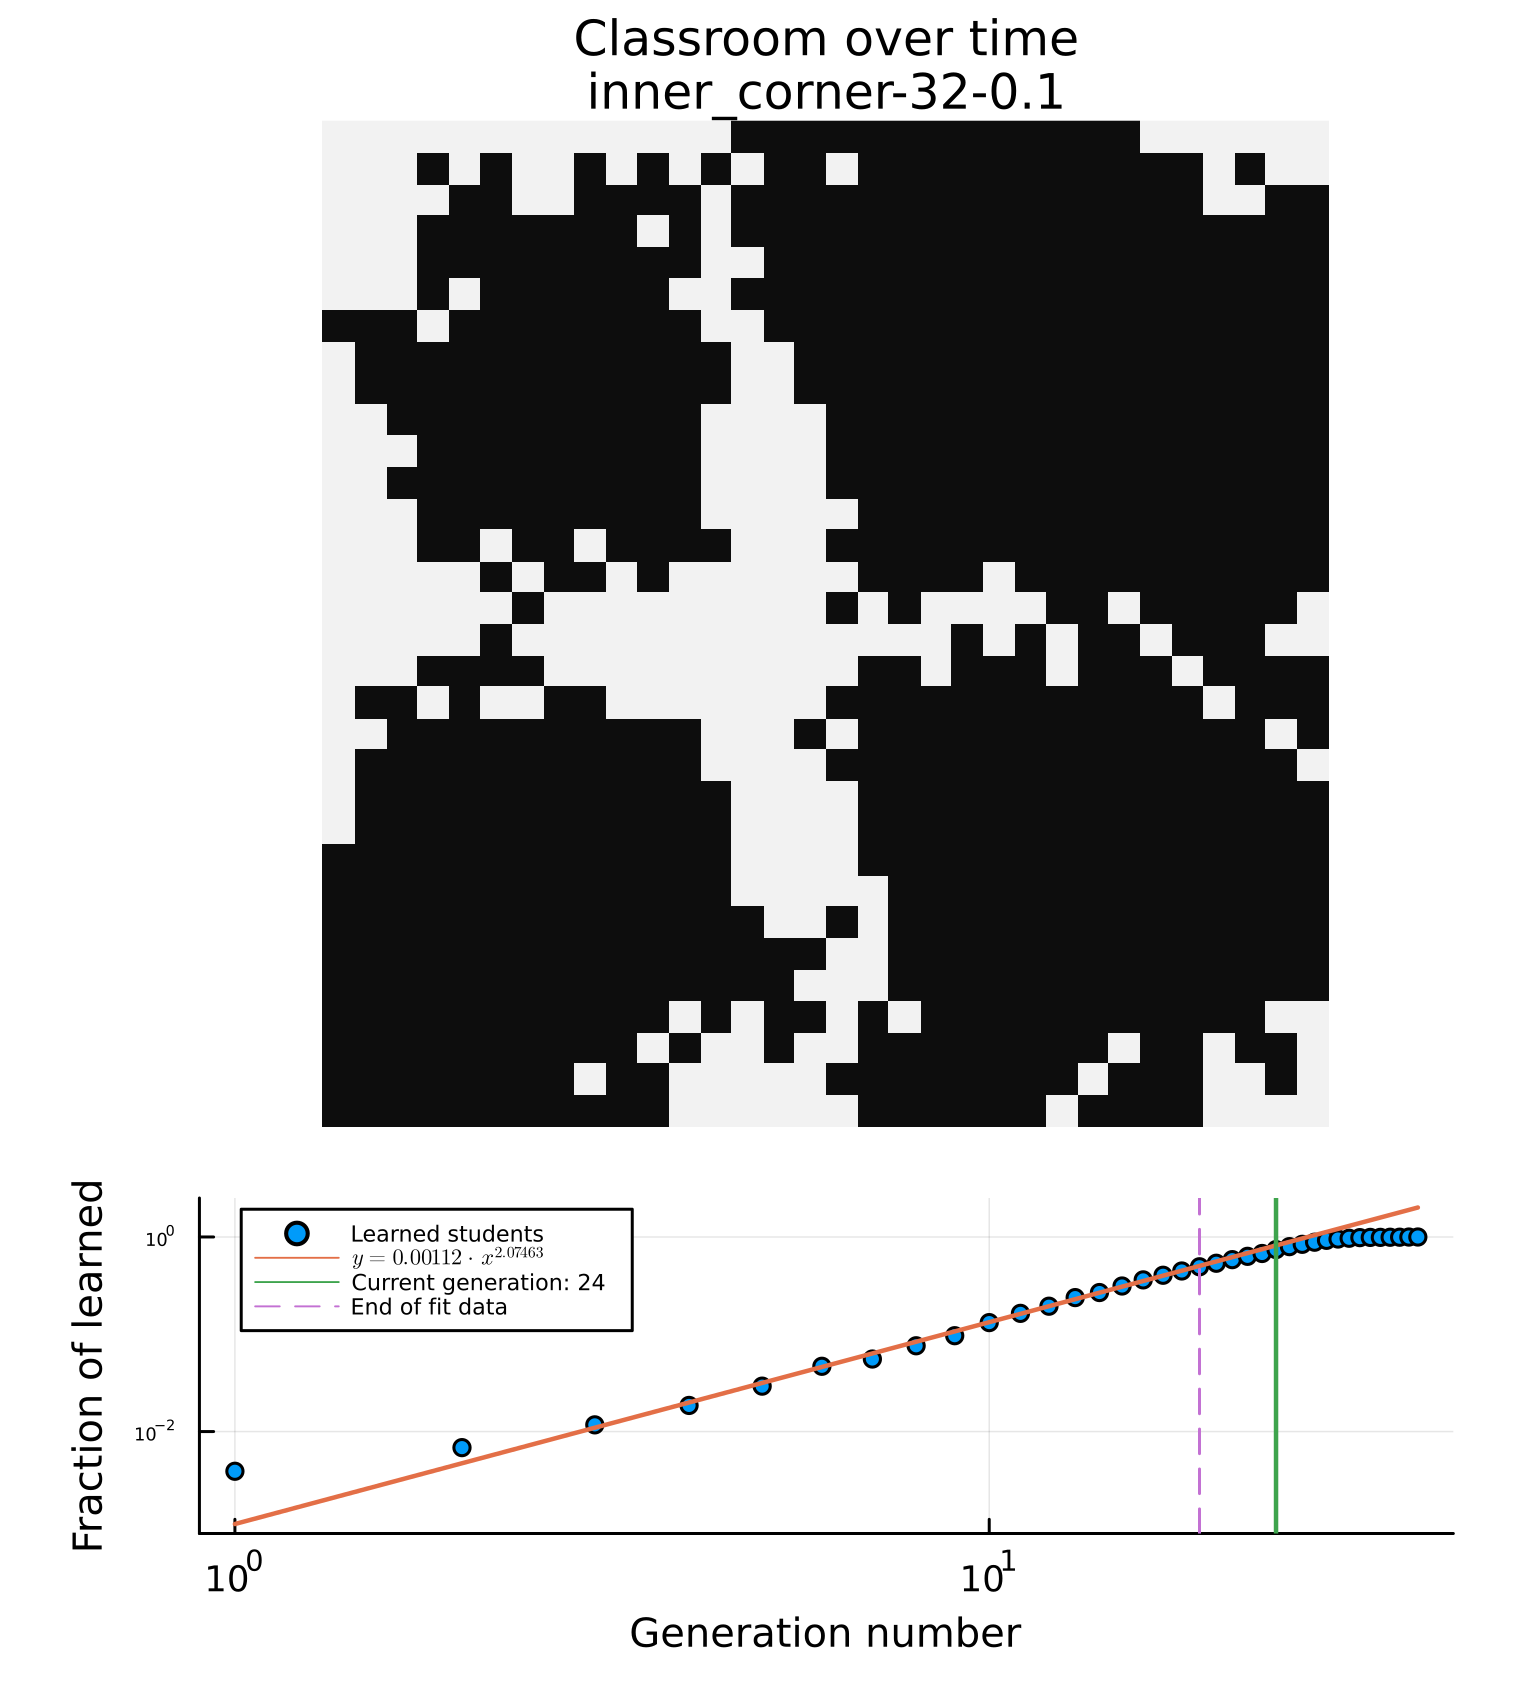 Classroom over time
inner_corner-32-0.1
Fraction of learned
10^0
10^-2
Learned students
y = 0.00112 · x^2.07463
Current generation: 24
End of fit data
10^0
10^1
Generation number